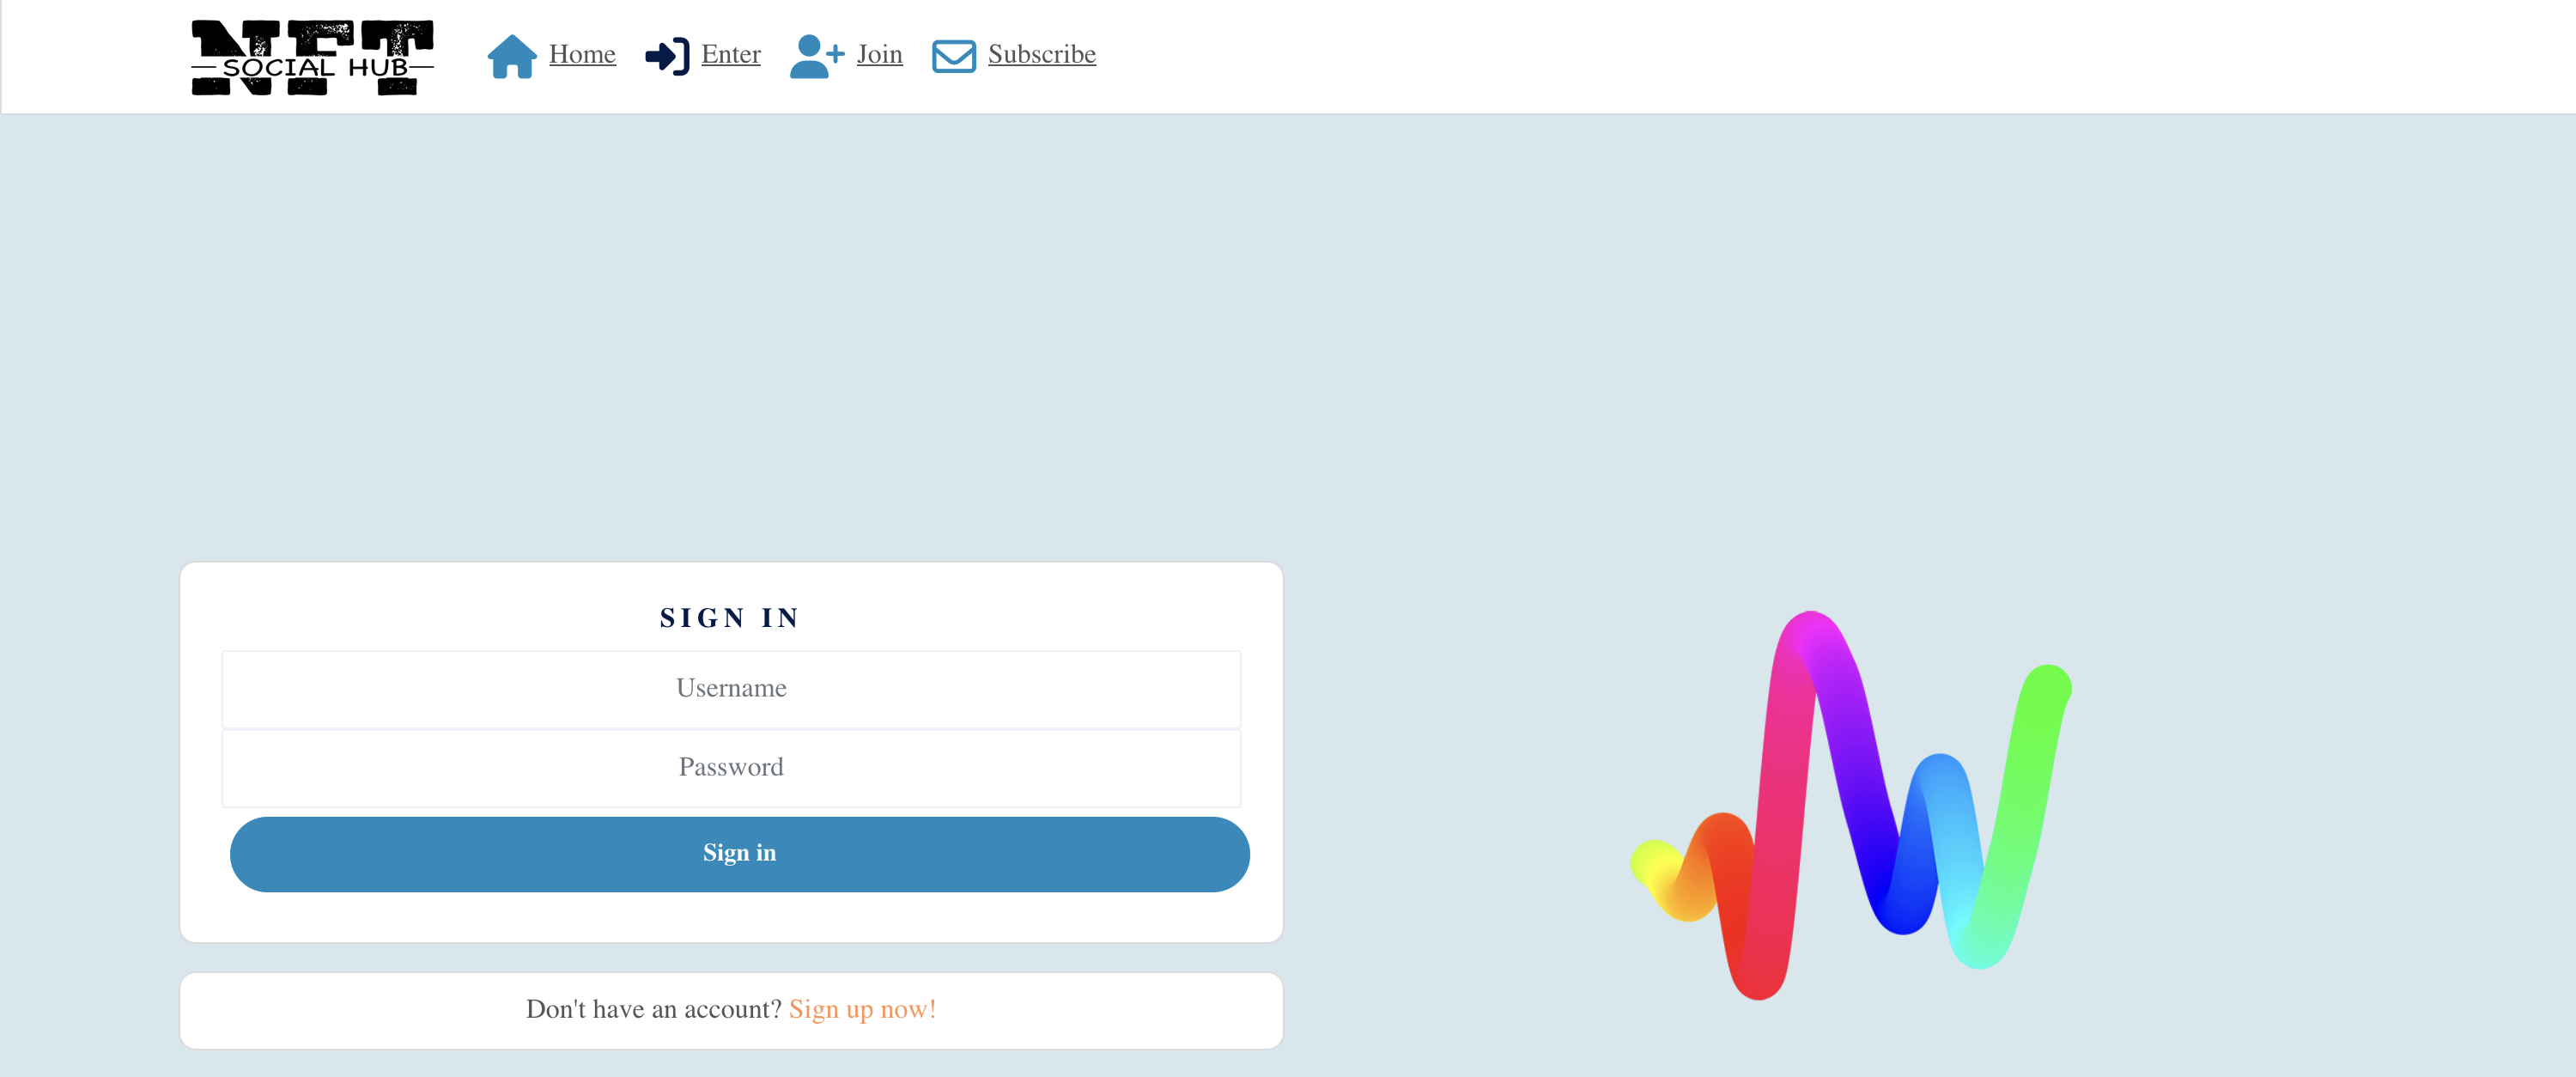 NFT
SOCIAL HUB
Home Enter Join Subscribe
SIGN IN
Username
Password
Sign in
Don't have an account? Sign up now!